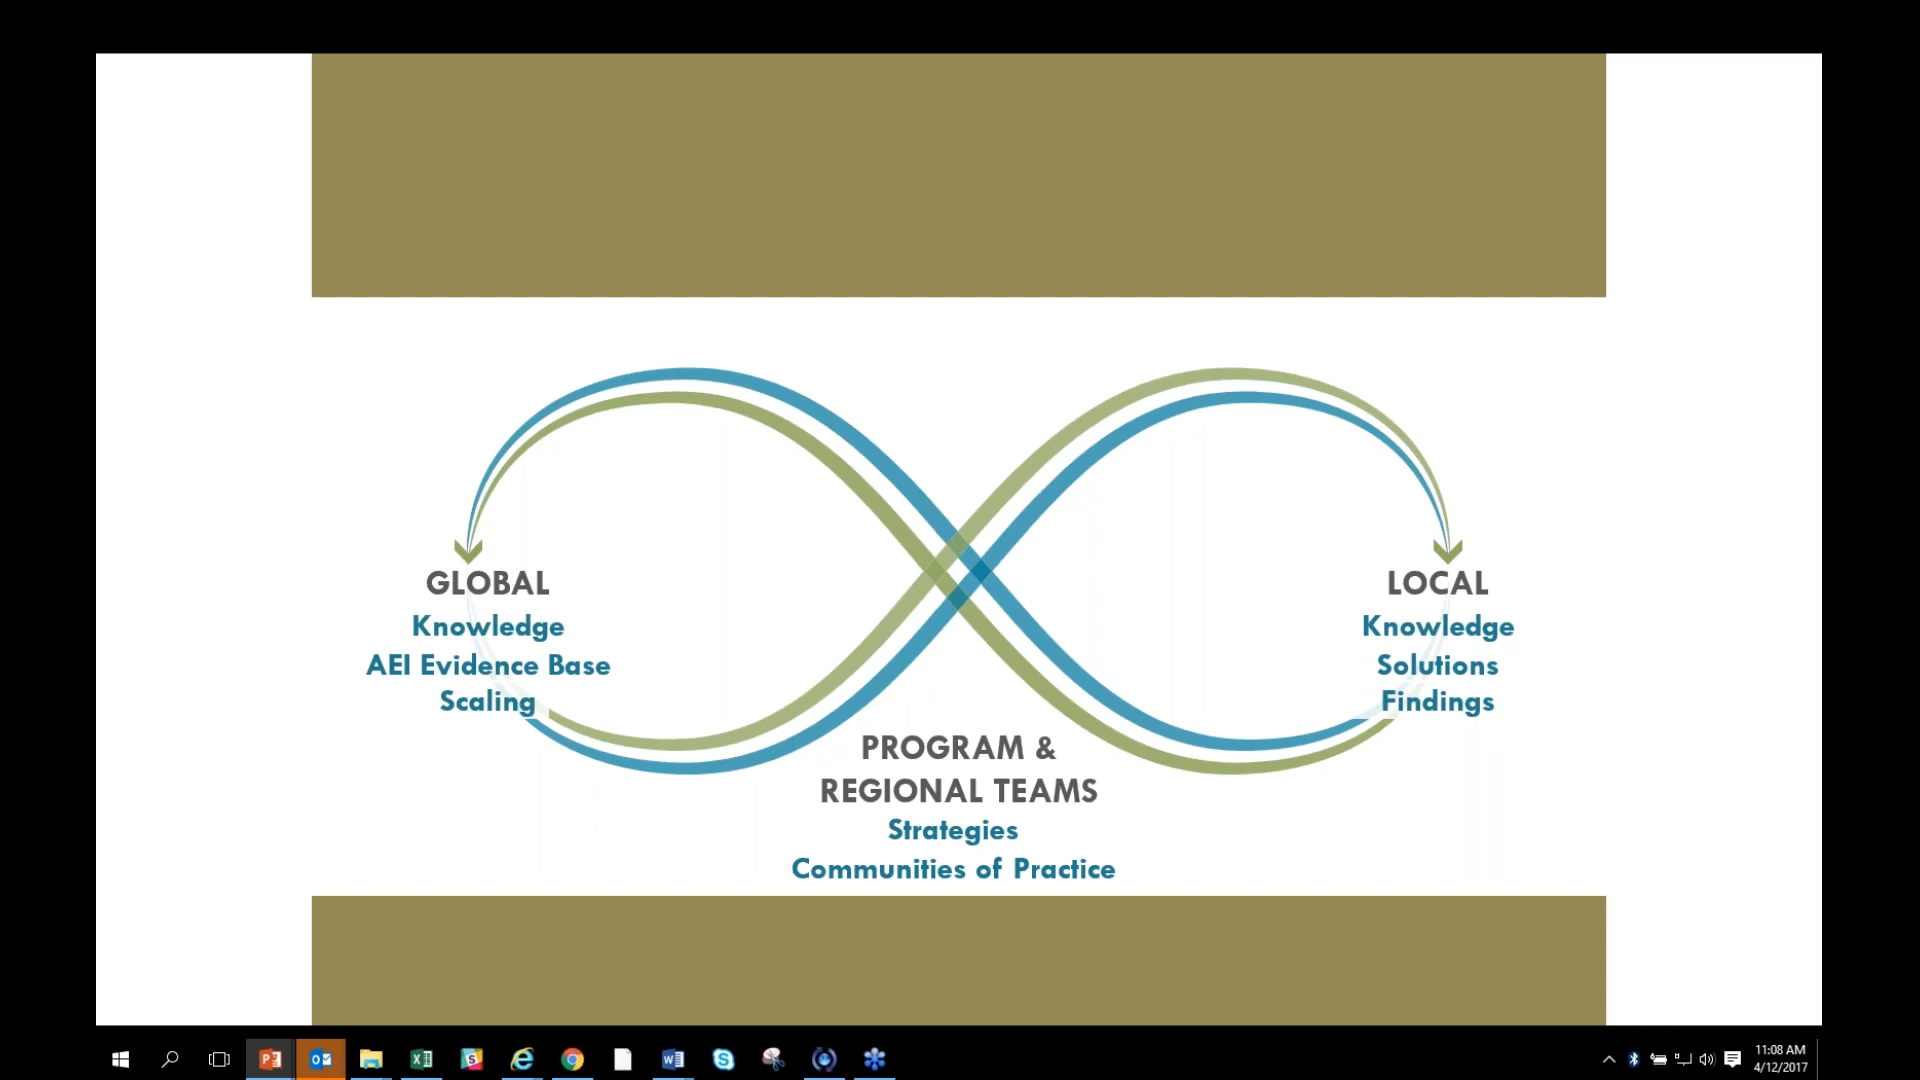 GLOBAL
Knowledge
AEI Evidence Base
Scaling
LOCAL
Knowledge
Solutions
Findings
PROGRAM &
REGIONAL TEAMS
Strategies
Communities of Practice
11:08 AM
4/12/2017